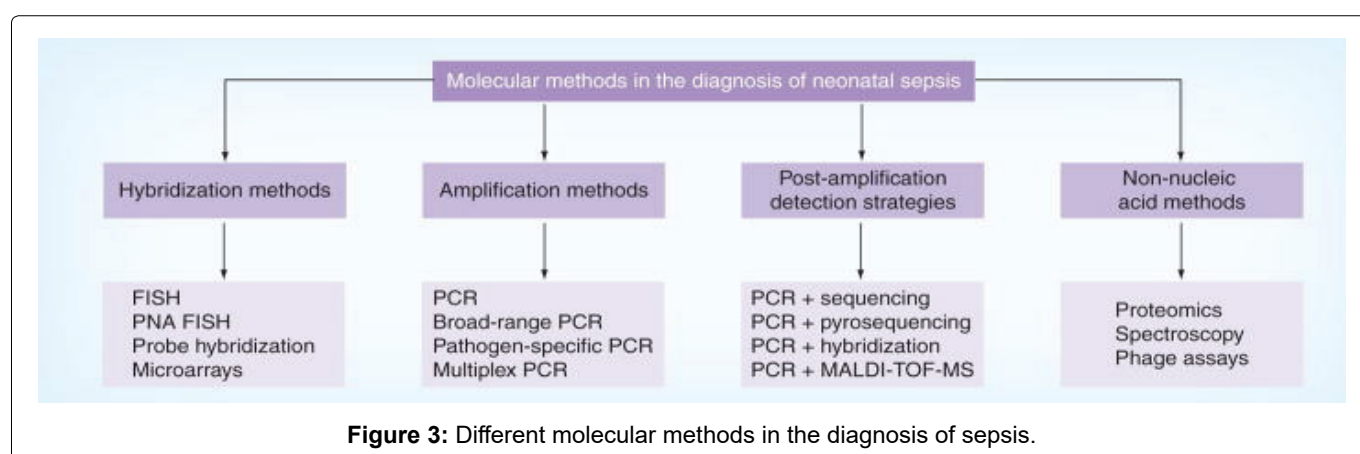 Molecular methods in the diagnosis of neonatal sepsis
Hybridization methods
Amplification methods
Post-amplification
detection strategies
Non-nucleic
acid methods
FISH
PNA FISH
Probe hybridization
Microarrays
PCR
Broad-range PCR
Pathogen-specific PCR
Multiplex PCR
PCR + sequencing
PCR + pyrosequencing
PCR + hybridization
PCR + MALDI-TOF-MS
Proteomics
Spectroscopy
Phage assays
Figure 3: Different molecular methods in the diagnosis of sepsis.